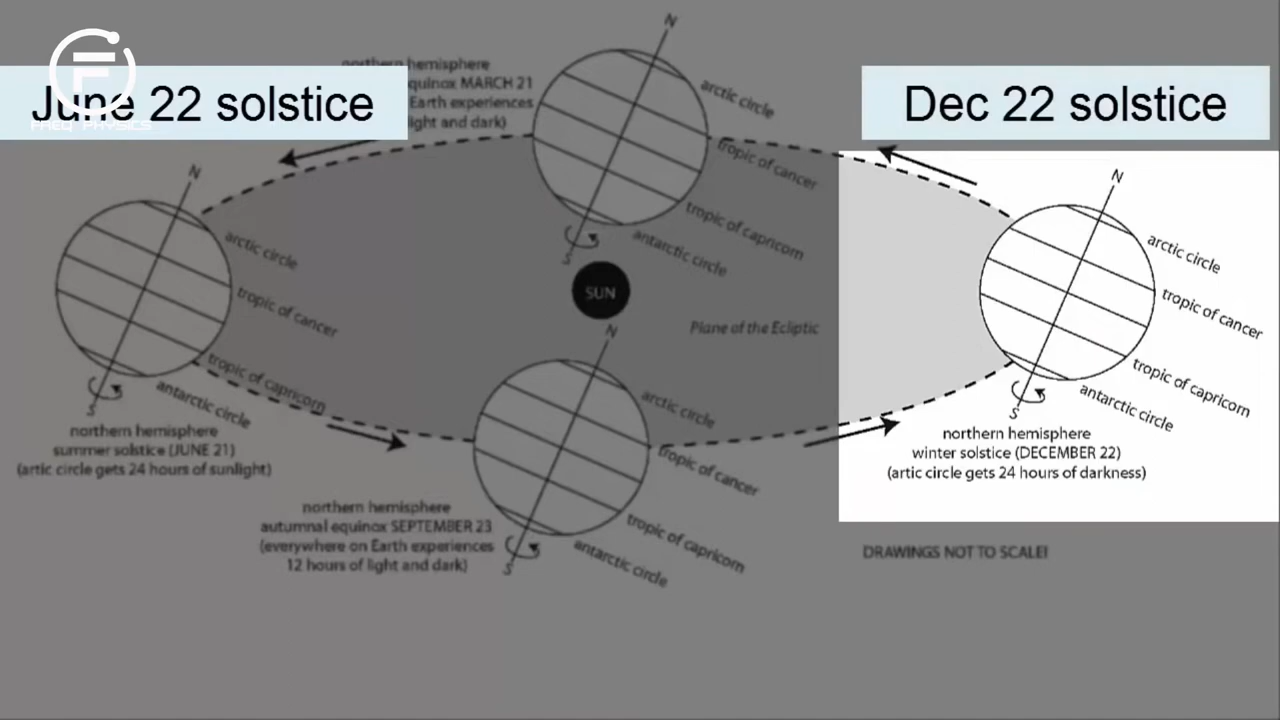 June 22 solstice
Dec 22 solstice
F
FREQ PHYSICS
northern hemisphere
quinox MARCH 21
Earth experiences
light and dark)
N
arctic circle
tropic of cancer
tropic of capricorn
antarctic circle
S
SUN
Plane of the Ecliptic
N
arctic circle
tropic of cancer
tropic of capricorn
antarctic circle
S
northern hemisphere
summer solstice (JUNE 21)
(artic circle gets 24 hours of sunlight)
N
arctic circle
tropic of cancer
tropic of capricorn
antarctic circle
S
northern hemisphere
autumnal equinox SEPTEMBER 23
(everywhere on Earth experiences
12 hours of light and dark)
N
arctic circle
tropic of cancer
tropic of capricorn
antarctic circle
S
northern hemisphere
winter solstice (DECEMBER 22)
(artic circle gets 24 hours of darkness)
DRAWINGS NOT TO SCALE!